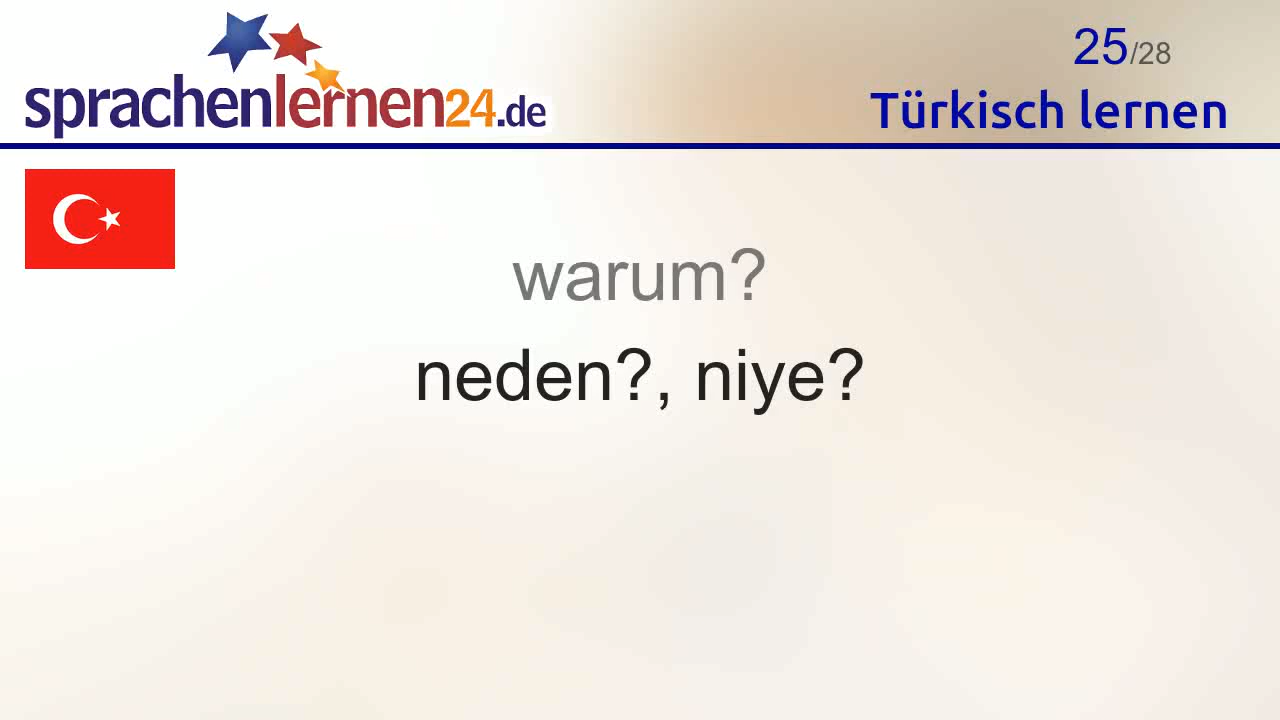 sprachenlernen24.de
25/28
Türkisch lernen
warum?
neden?, niye?